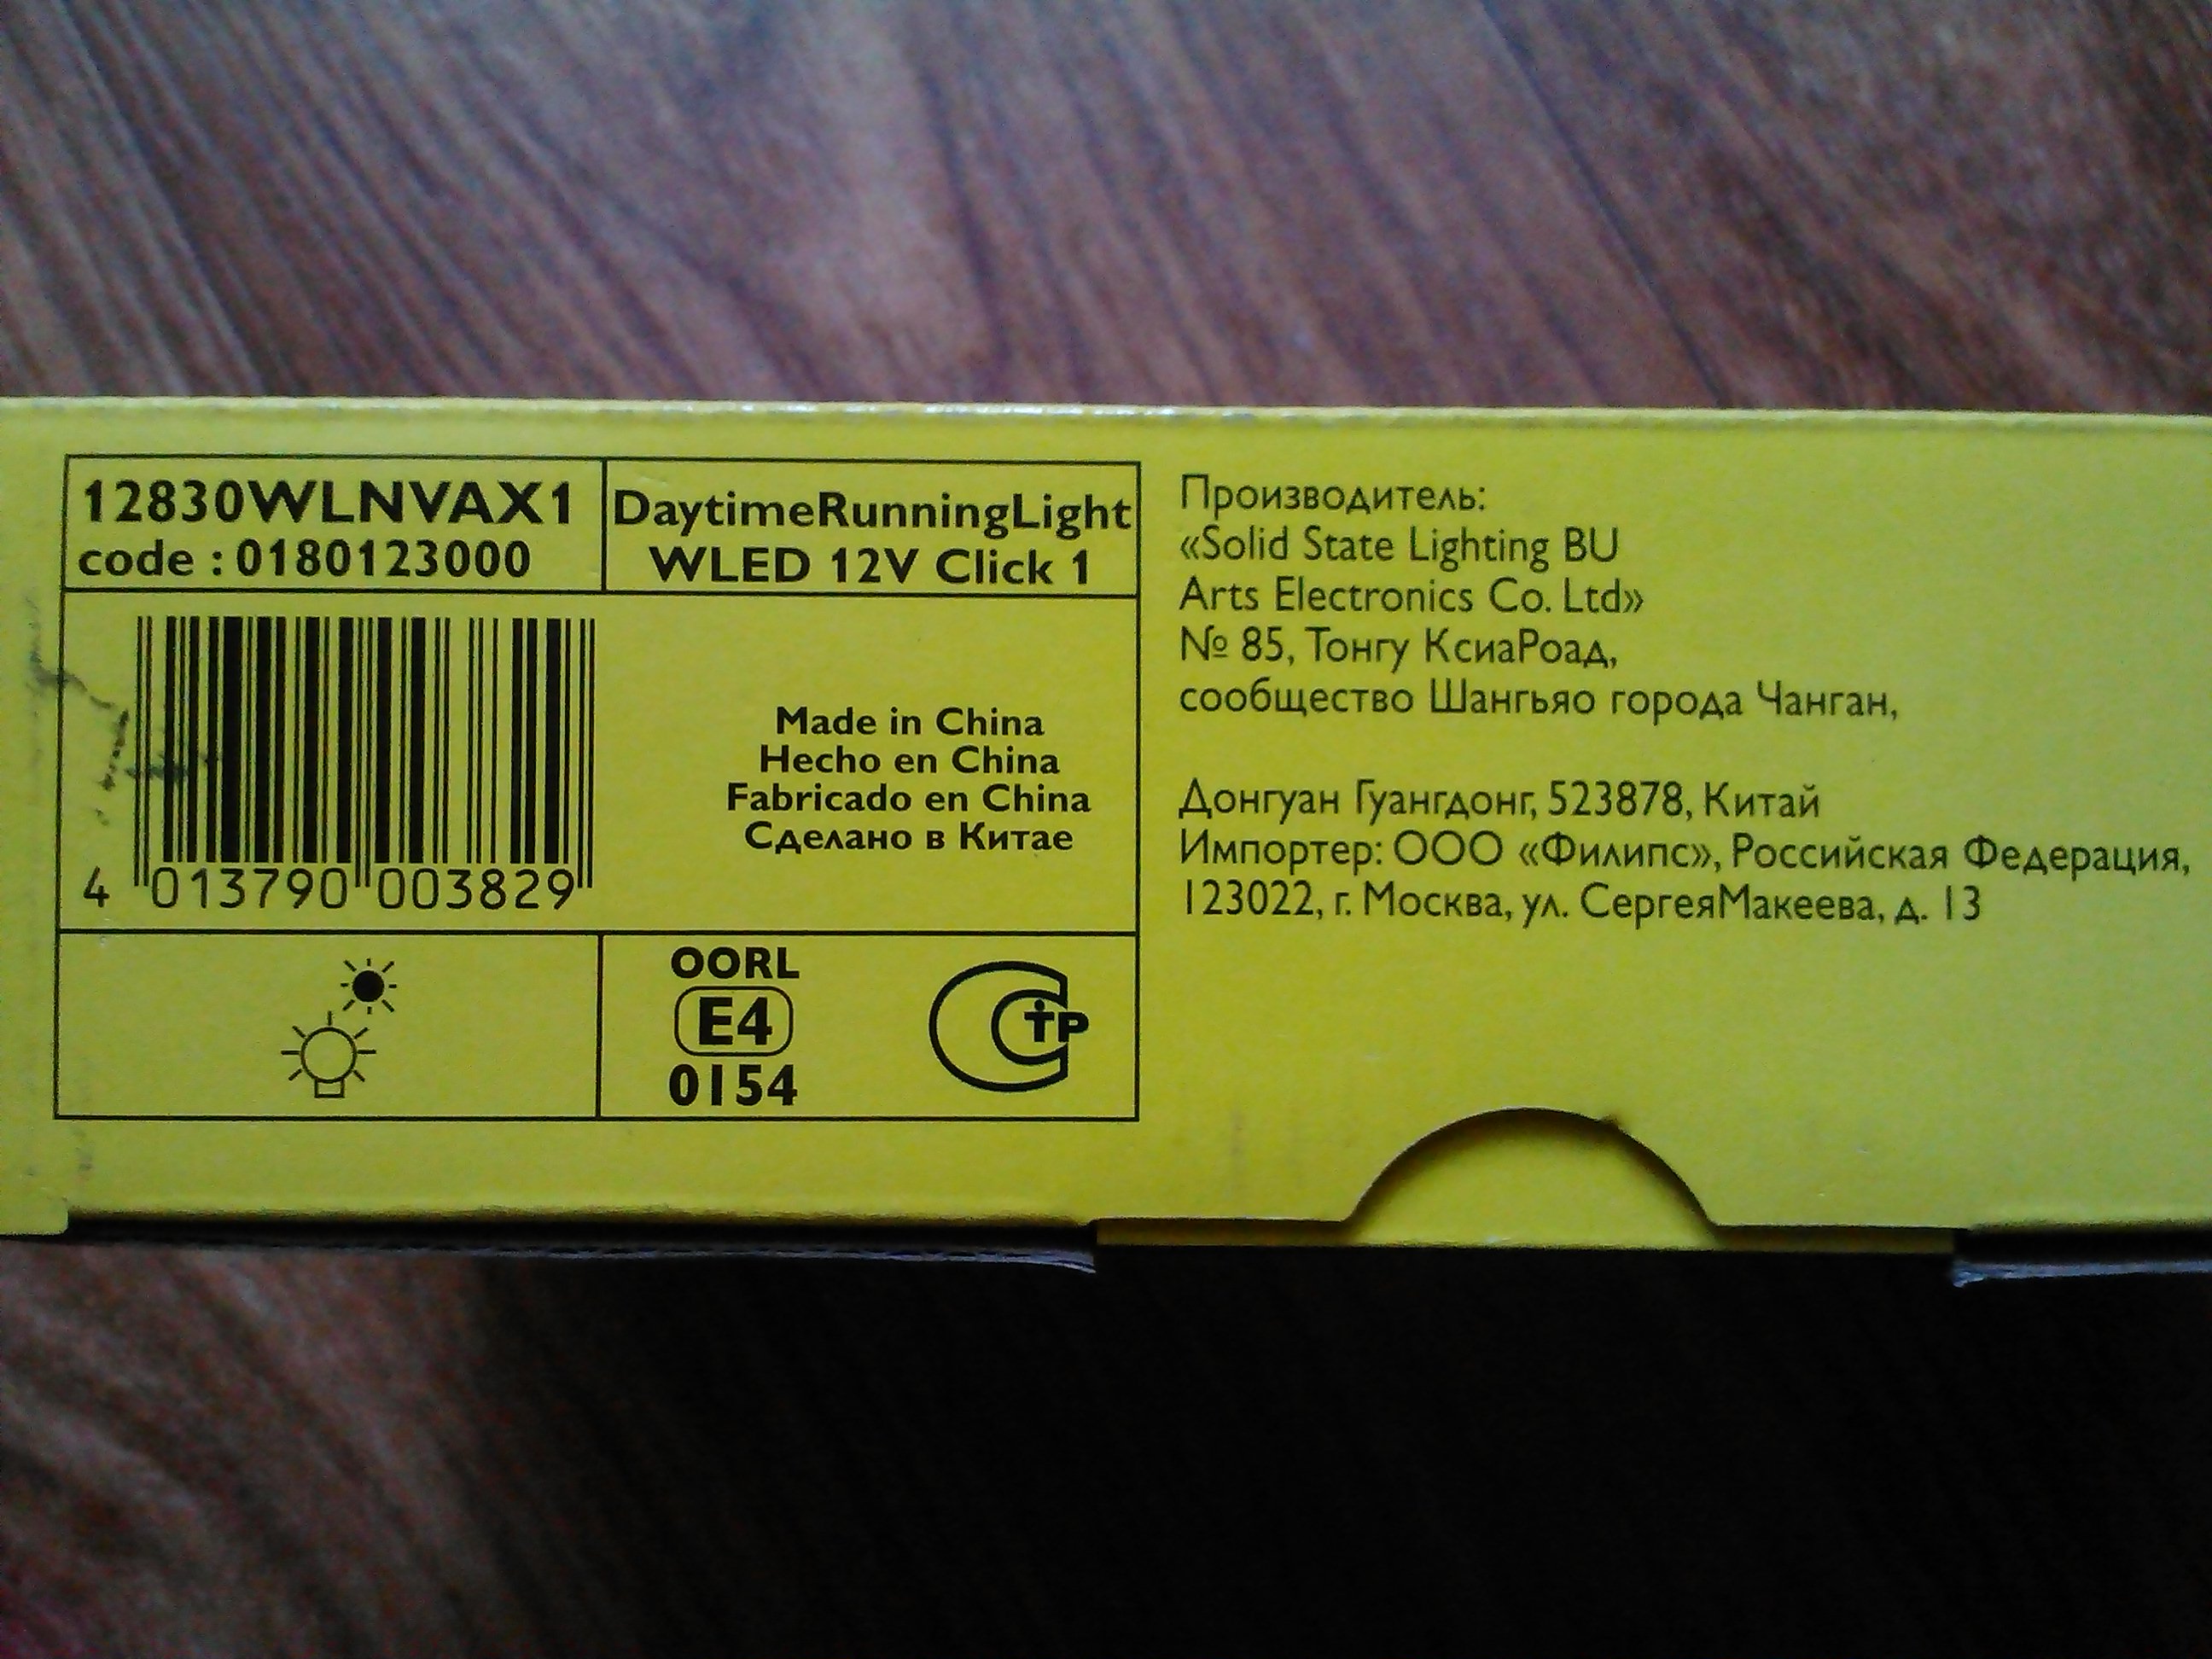 12830WLNVAX1
code : 0180123000
DaytimeRunningLight
WLED 12V Click 1
4 013790 003829
Made in China
Hecho en China
Fabricado en China
Сделано в Китае
OORL
E4
0154
СТР
Производитель:
«Solid State Lighting BU
Arts Electronics Co. Ltd»
№ 85, Тонгу КсиаРоад,
сообщество Шангьяо города Чанган,
Донгуан Гуангдонг, 523878, Китай
Импортер: ООО «Филипс», Российская Федерация,
123022, г. Москва, ул. СергеяМакеева, д. 13